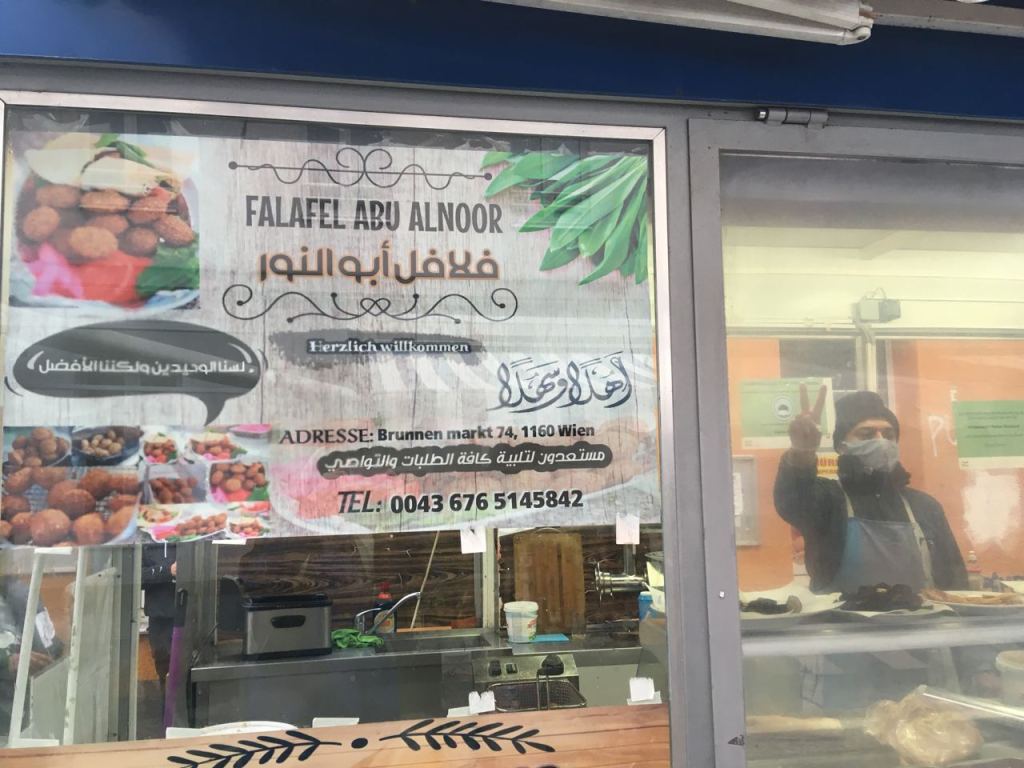 FALAFEL ABU ALNOOR
فلافل أبو النور
Herzlich willkommen
لسنا الوحيدين ولكننا الأفضل
أهلا وسهلا
ADRESSE: Brunnen markt 74, 1160 Wien
مستعدون لتلبية كافة الطلبات والتواصي
TEL: 0043 676 5145842